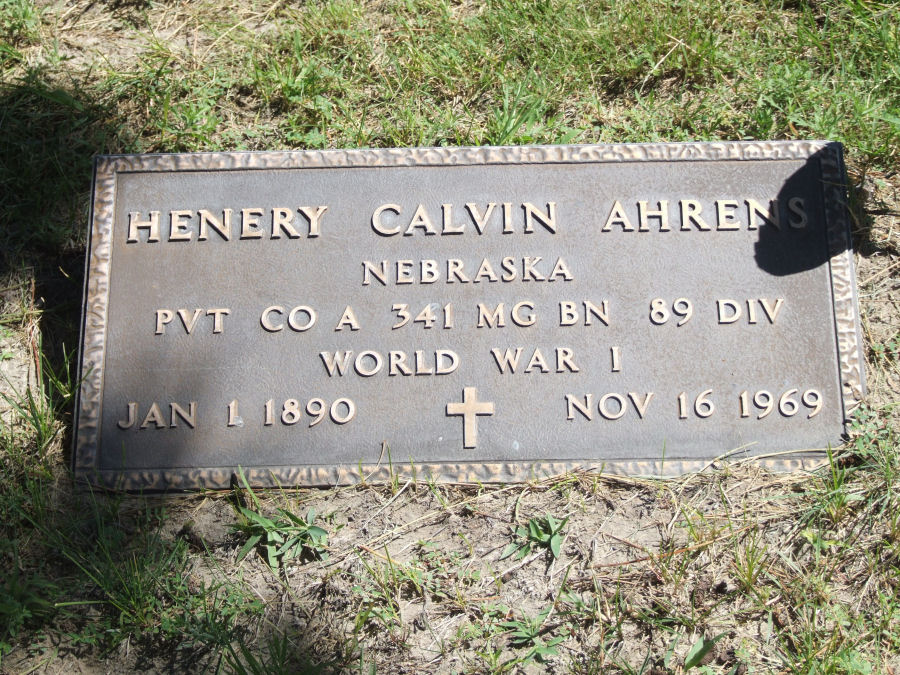 HENERY CALVIN AHRENS
NEBRASKA
PVT CO A 341 MG BN 89 DIV
WORLD WAR I
JAN 1 1890 NOV 16 1969